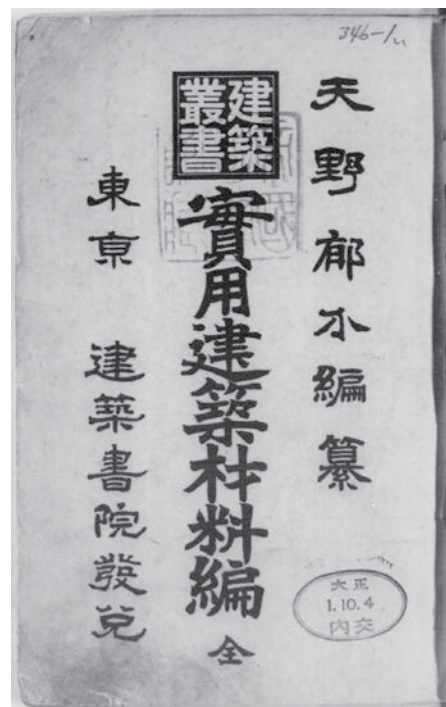 346-1
天野郁水編纂
建築
叢書
實用建築材料編 全
東京 建築書院發兌
大正
1.10.4
内交